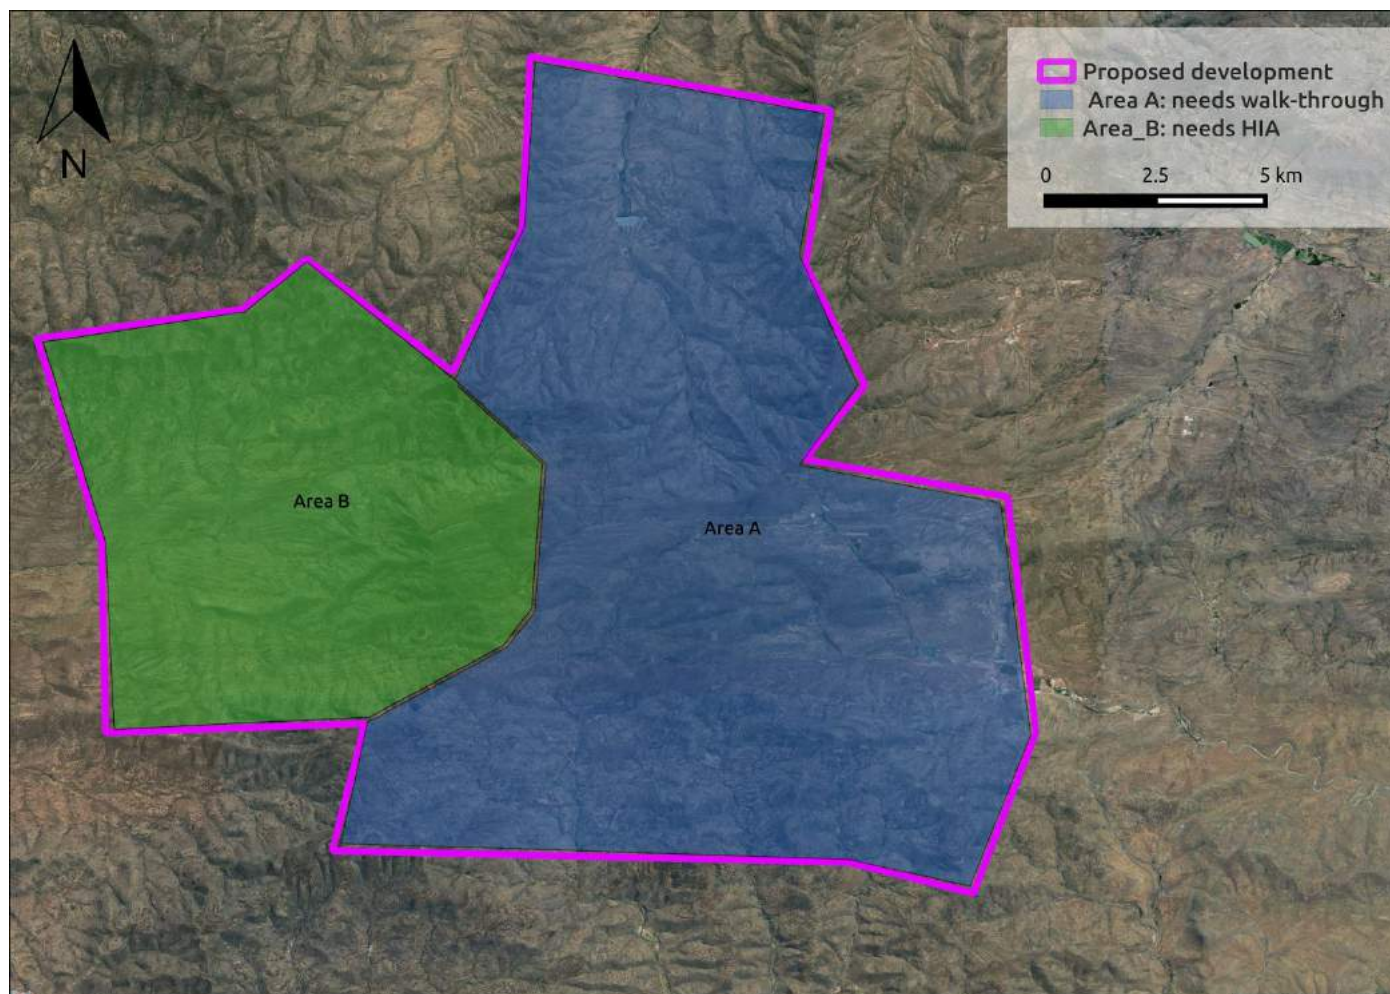 N
Proposed development
Area A: needs walk-through
Area_B: needs HIA
0 2.5 5 km
Area B
Area A